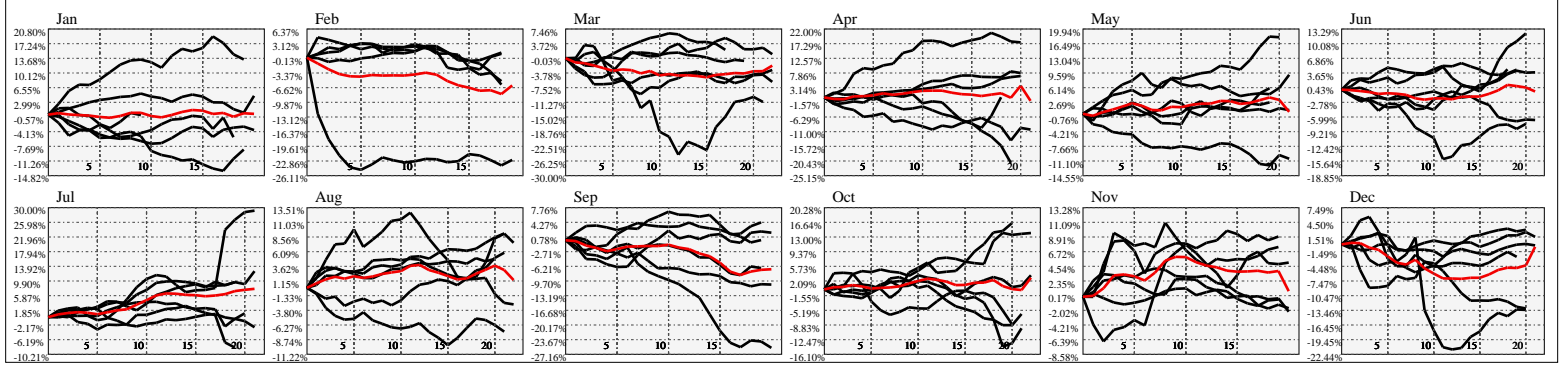 Jan Feb Mar Apr May Jun
20.80% 6.37% 7.46% 22.00% 19.94% 13.29%
17.24% 3.12% 3.72% 17.29% 16.49% 10.08%
13.68% -0.13% -0.03% 12.57% 13.04% 6.86%
10.12% -3.37% -3.78% 7.86% 9.59% 3.65%
6.55% -6.62% -7.52% 3.14% 6.14% 0.43%
2.99% -9.87% -11.27% -1.57% 2.69% -2.78%
-0.57% -13.12% -15.02% -6.29% -0.76% -5.99%
-4.13% -16.37% -18.76% -11.00% -4.21% -9.21%
-7.69% -19.61% -22.51% -15.72% -7.66% -12.42%
-11.26% -22.86% -26.25% -20.43% -11.10% -15.64%
-14.82% -26.11% -30.00% -25.15% -14.55% -18.85%
5 10 15 5 10 15 5 10 15 20 5 10 15 20 5 10 15 20 5 10 15 20
Jul Aug Sep Oct Nov Dec
30.00% 13.51% 7.76% 20.28% 13.28% 7.49%
25.98% 11.03% 4.27% 16.64% 11.09% 4.50%
21.96% 8.56% 0.78% 13.00% 8.91% 1.51%
17.94% 6.09% -2.71% 9.37% 6.72% -1.49%
13.92% 3.62% -6.21% 5.73% 4.54% -4.48%
9.90% 1.15% -9.70% 2.09% 2.35% -7.47%
5.87% -1.33% -13.19% -1.55% 0.17% -10.47%
1.85% -3.80% -16.68% -5.19% -2.02% -13.46%
-2.17% -6.27% -20.17% -8.83% -4.21% -16.45%
-6.19% -8.74% -23.67% -12.47% -6.39% -19.45%
-10.21% -11.22% -27.16% -16.10% -8.58% -22.44%
5 10 15 20 5 10 15 20 5 10 15 20 5 10 15 20 5 10 15 20 5 10 15 20